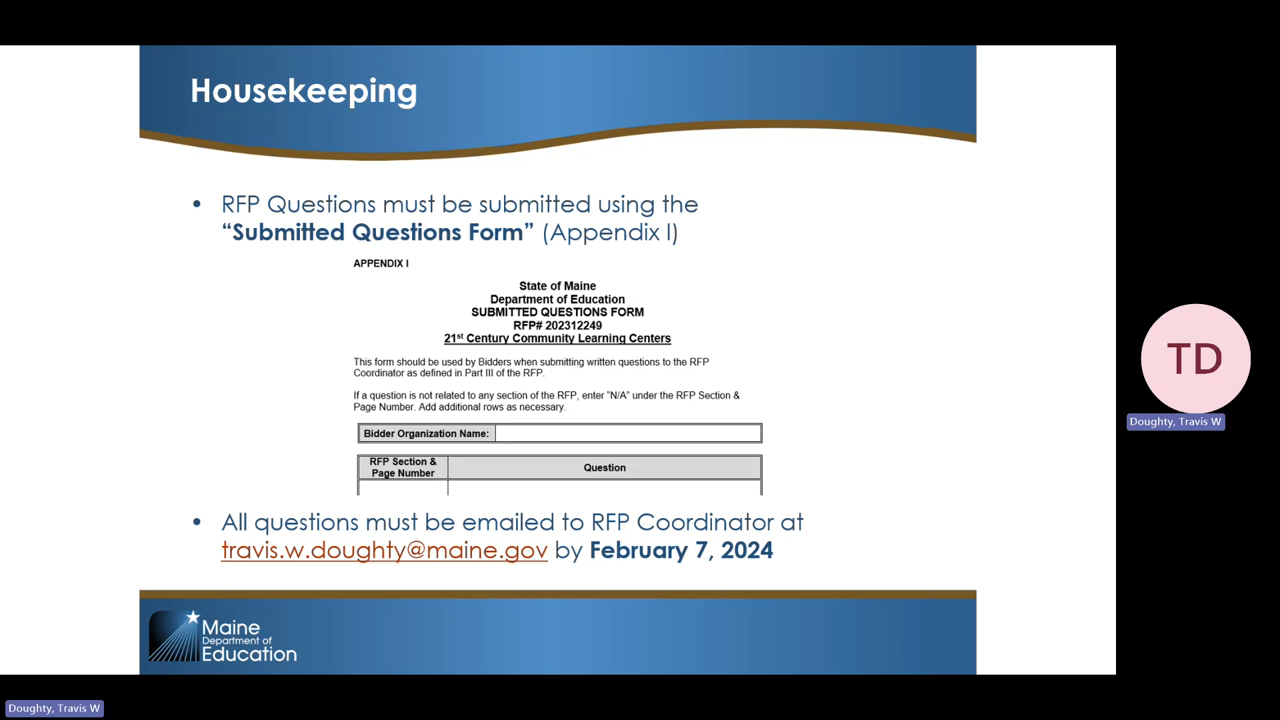 Housekeeping
• RFP Questions must be submitted using the
“Submitted Questions Form” (Appendix I)
APPENDIX I
State of Maine
Department of Education
SUBMITTED QUESTIONS FORM
RFP# 202312249
21st Century Community Learning Centers
This form should be used by Bidders when submitting written questions to the RFP
Coordinator as defined in Part III of the RFP.
If a question is not related to any section of the RFP, enter “N/A” under the RFP Section &
Page Number. Add additional rows as necessary.
Bidder Organization Name:
RFP Section &
Page Number
Question
• All questions must be emailed to RFP Coordinator at
travis.w.doughty@maine.gov by February 7, 2024
Maine
Department of
Education
TD
Doughty, Travis W
Doughty, Travis W